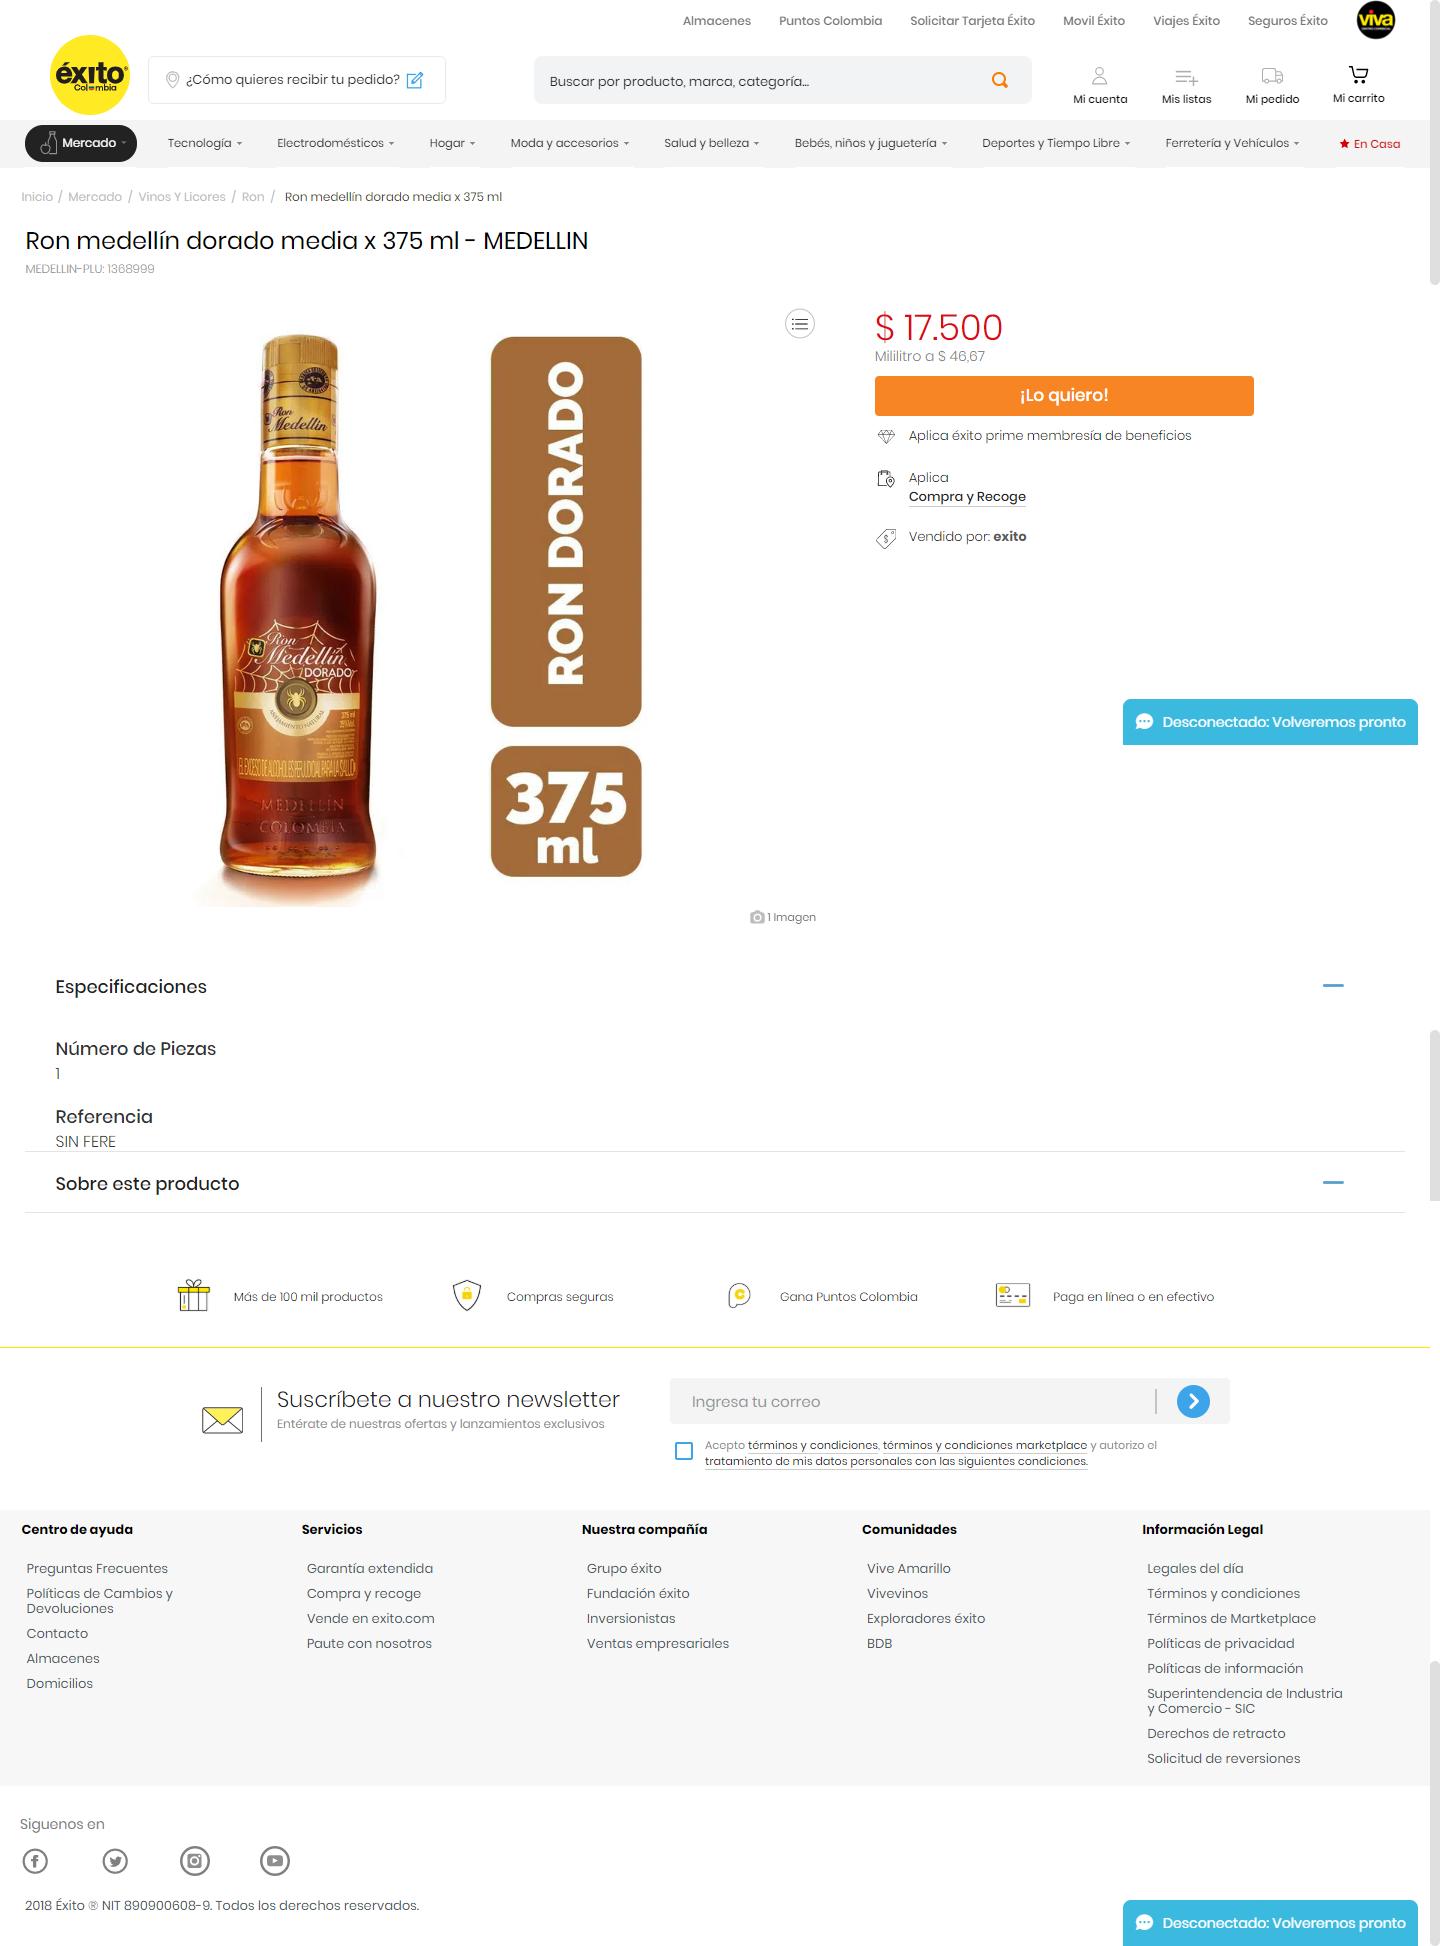 Almacenes Puntos Colombia Solicitar Tarjeta Éxito Movil Éxito Viajes Éxito Seguros Éxito viva
éxito
Colombia
¿Cómo quieres recibir tu pedido?
Buscar por producto, marca, categoría...
Mi cuenta Mis listas Mi pedido Mi carrito
Mercado Tecnología Electrodomésticos Hogar Moda y accesorios Salud y belleza Bebés, niños y juguetería Deportes y Tiempo Libre Ferretería y Vehículos En Casa
Inicio / Mercado / Vinos Y Licores / Ron / Ron medellín dorado media x 375 ml
Ron medellín dorado media x 375 ml - MEDELLIN
MEDELLIN-PLU: 1368999
Ron
Medellín
Ron
Medellín
DORADO
AÑEJAMIENTO NATURAL
375 ml
EL EXCESO DE ALCOHOL ES PERJUDICIAL PARA LA SALUD
MEDELLÍN
COLOMBIA
RON DORADO
375
ml
1 Imagen
$ 17.500
Mililitro a $ 46,67
¡Lo quiero!
Aplica éxito prime membresía de beneficios
Aplica
Compra y Recoge
Vendido por: exito
Desconectado: Volveremos pronto
Especificaciones
Número de Piezas
1
Referencia
SIN FERE
Sobre este producto
Más de 100 mil productos Compras seguras Gana Puntos Colombia Paga en línea o en efectivo
Suscríbete a nuestro newsletter
Entérate de nuestras ofertas y lanzamientos exclusivos
Ingresa tu correo
Acepto términos y condiciones, términos y condiciones marketplace y autorizo el
tratamiento de mis datos personales con las siguientes condiciones.
Centro de ayuda
Preguntas Frecuentes
Políticas de Cambios y
Devoluciones
Contacto
Almacenes
Domicilios
Servicios
Garantía extendida
Compra y recoge
Vende en exito.com
Paute con nosotros
Nuestra compañía
Grupo éxito
Fundación éxito
Inversionistas
Ventas empresariales
Comunidades
Vive Amarillo
Vivevinos
Exploradores éxito
BDB
Información Legal
Legales del día
Términos y condiciones
Términos de Martketplace
Políticas de privacidad
Políticas de información
Superintendencia de Industria
y Comercio - SIC
Derechos de retracto
Solicitud de reversiones
Siguenos en
2018 Éxito ® NIT 890900608-9. Todos los derechos reservados.
Desconectado: Volveremos pronto